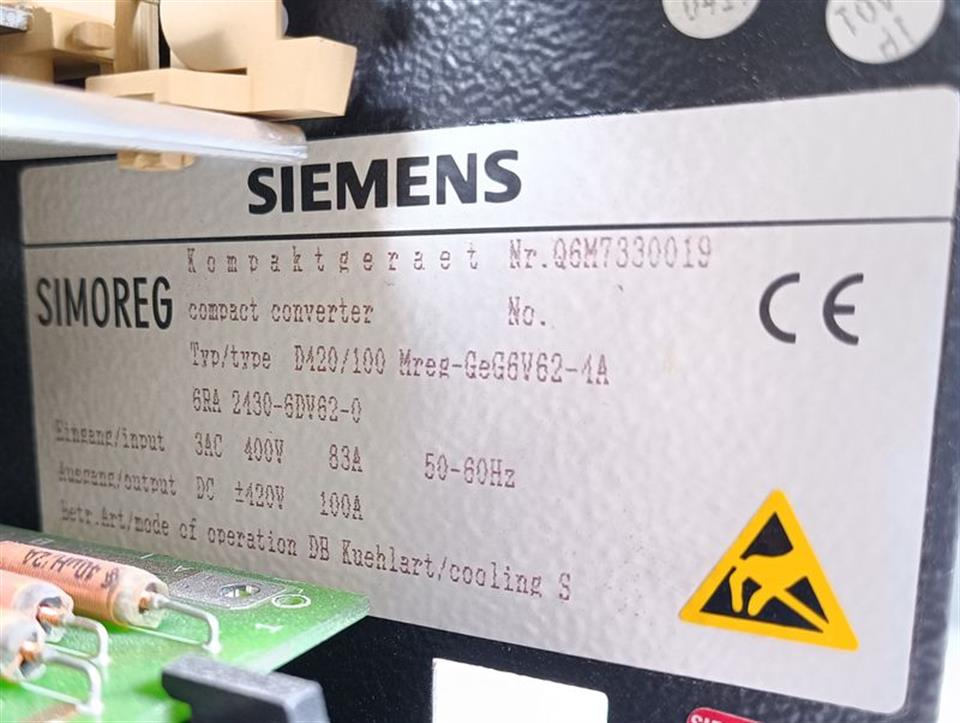 SIEMENS
SIMOREG
Kompaktgeraet Nr.Q6M7330019
compact converter No.
Typ/type D420/100 Mreg-GeG6V62-4A
6RA 2430-6DV62-0
Eingang/input 3AC 400V 83A 50-60Hz
Ausgang/output DC ±420V 100A
Betr.Art/mode of operation DB Kuehlart/cooling S
CE